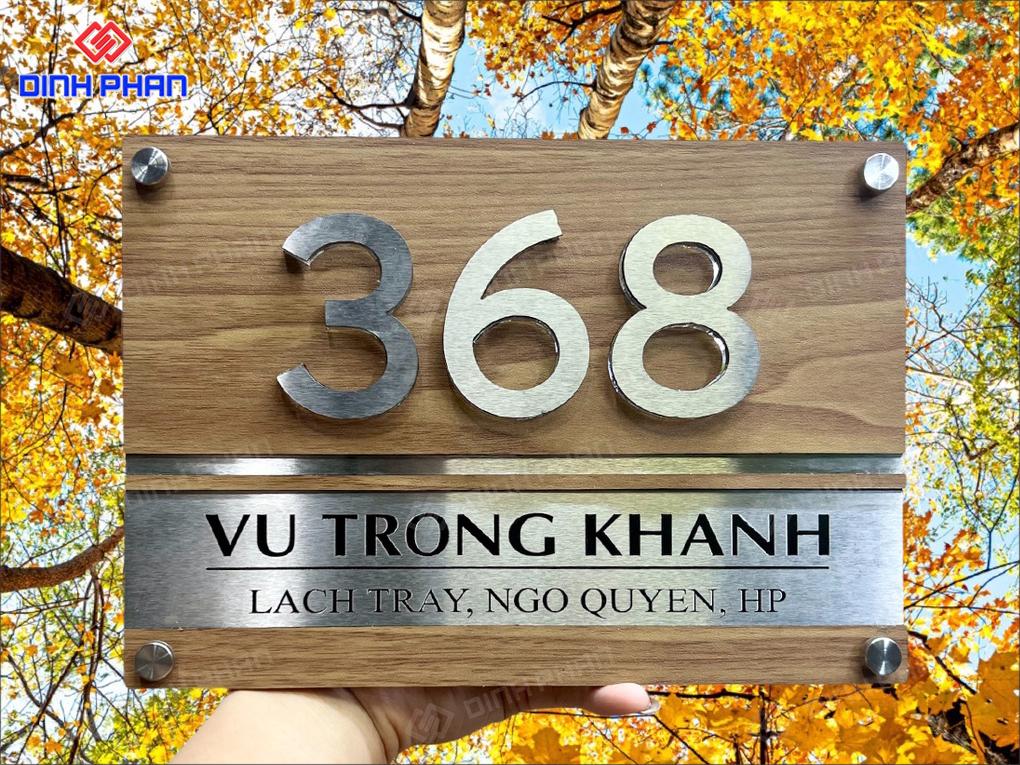 DINH PHAN
368
VU TRONG KHANH
LACH TRAY, NGO QUYEN, HP